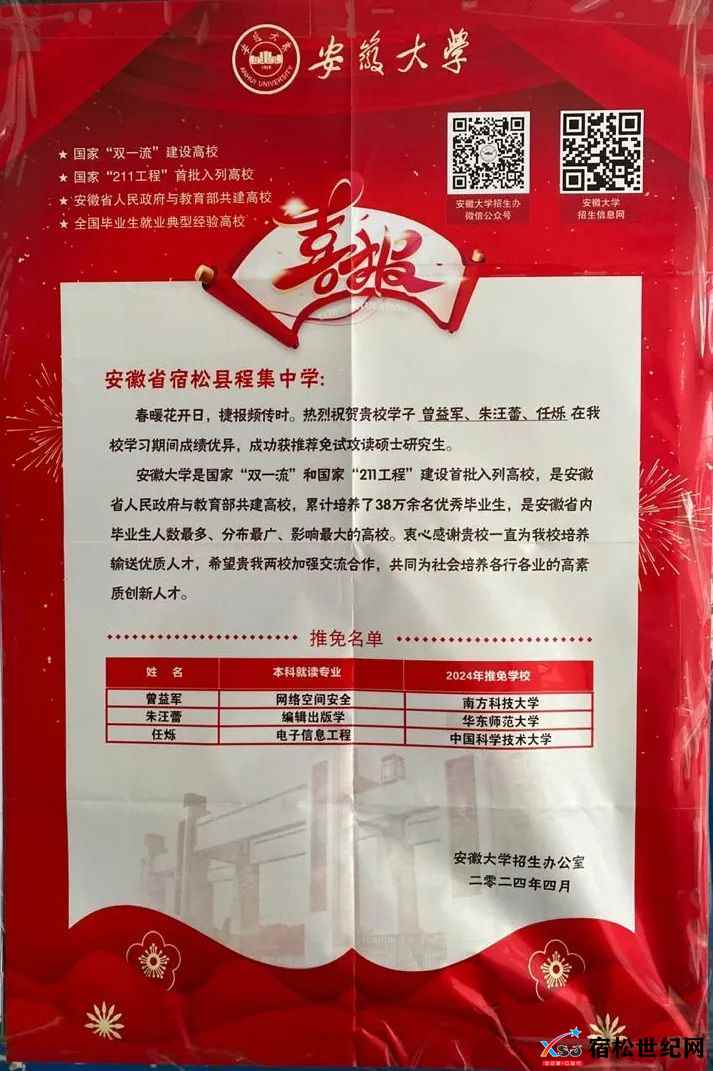 安徽大学
ANHUI UNIVERSITY
★ 国家“双一流”建设高校
★ 国家“211工程”首批入列高校
★ 安徽省人民政府与教育部共建高校
★ 全国毕业生就业典型经验高校
安徽大学招生办
微信公众号
安徽大学
招生信息网
喜报
安徽省宿松县程集中学:
春暖花开日，捷报频传时。热烈祝贺贵校学子 曾益军、朱汪蕾、任烁 在我
校学习期间成绩优异，成功获推荐免试攻读硕士研究生。
安徽大学是国家“双一流”和国家“211工程”建设首批入列高校，是安徽
省人民政府与教育部共建高校，累计培养了38万余名优秀毕业生，是安徽省内
毕业生人数最多、分布最广、影响最大的高校。衷心感谢贵校一直为我校培养
输送优质人才，希望贵我两校加强交流合作，共同为社会培养各行各业的高素
质创新人才。
推免名单
姓 名 本科就读专业 2024年推免学校
曾益军 网络空间安全 南方科技大学
朱汪蕾 编辑出版学 华东师范大学
任烁 电子信息工程 中国科学技术大学
安徽大学招生办公室
二零二四年四月
XSSJ 宿松世纪网